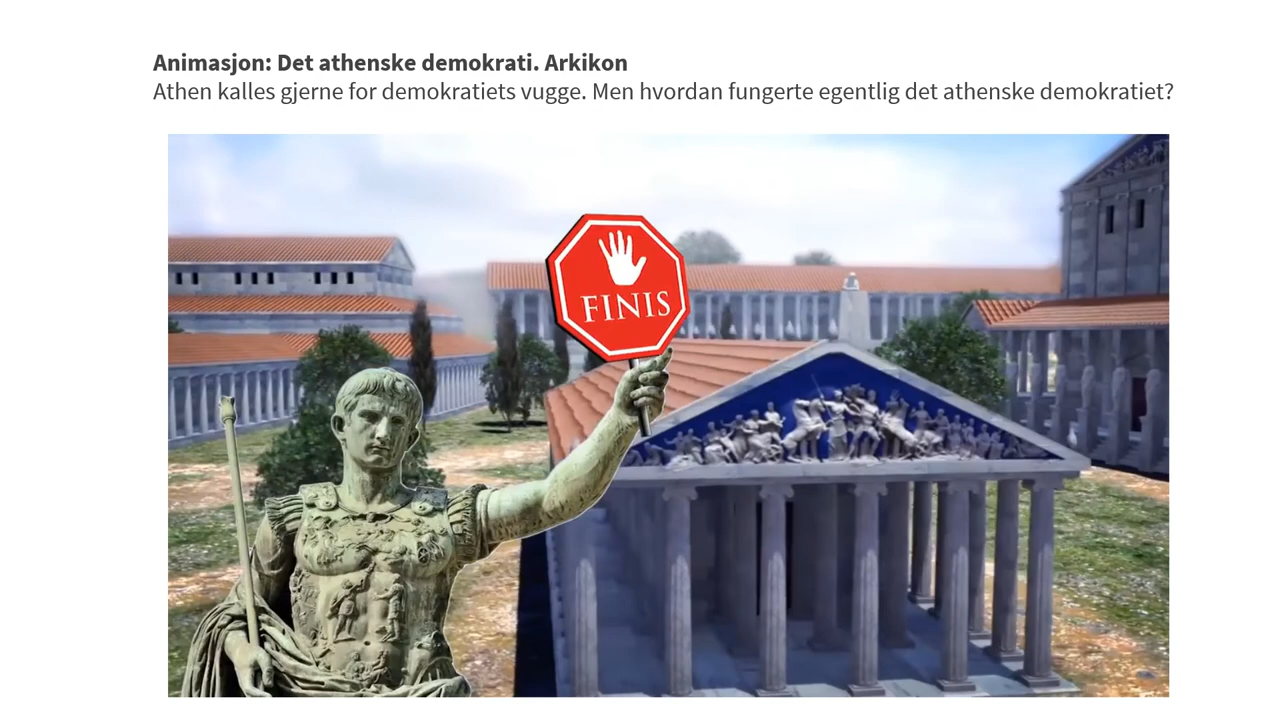 Animasjon: Det athenske demokrati. Arkikon
Athen kalles gjerne for demokratiets vugge. Men hvordan fungerte egentlig det athenske demokratiet?
FINIS